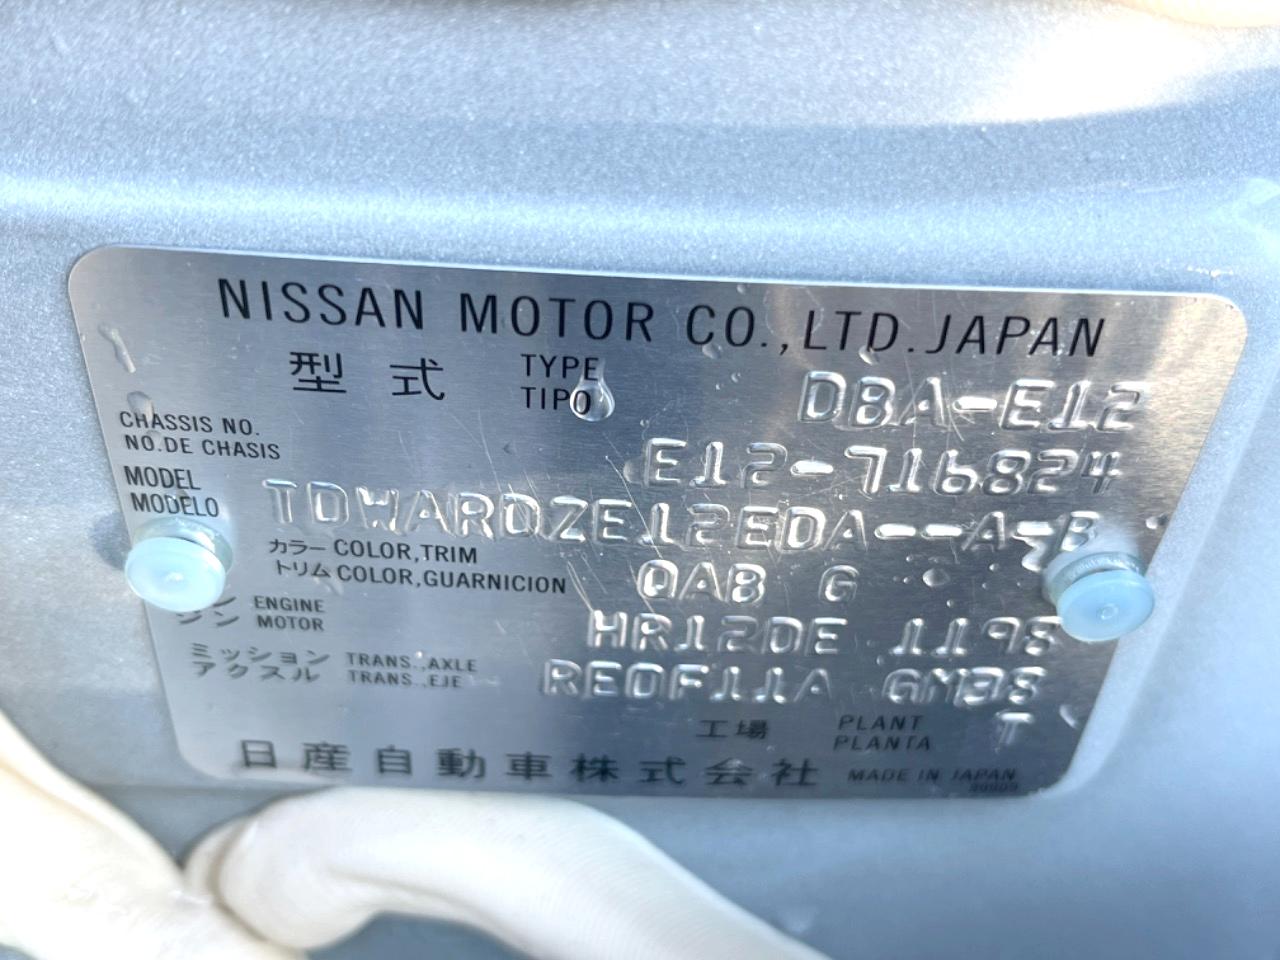 NISSAN MOTOR CO.,LTD.JAPAN
型式 TYPE TIPO DBA-E12
CHASSIS NO.
NO.DE CHASIS E12-716824
MODEL
MODELO TDWARDZE12EDA--A-B
カラー COLOR,TRIM
トリム COLOR,GUARNICION QAB G
ENGINE
MOTOR HR12DE 1198
ミッション TRANS.,AXLE
アクスル TRANS.,EJE RE0F11A GM38
工場 PLANT
PLANTA T
日産自動車株式会社 MADE IN JAPAN